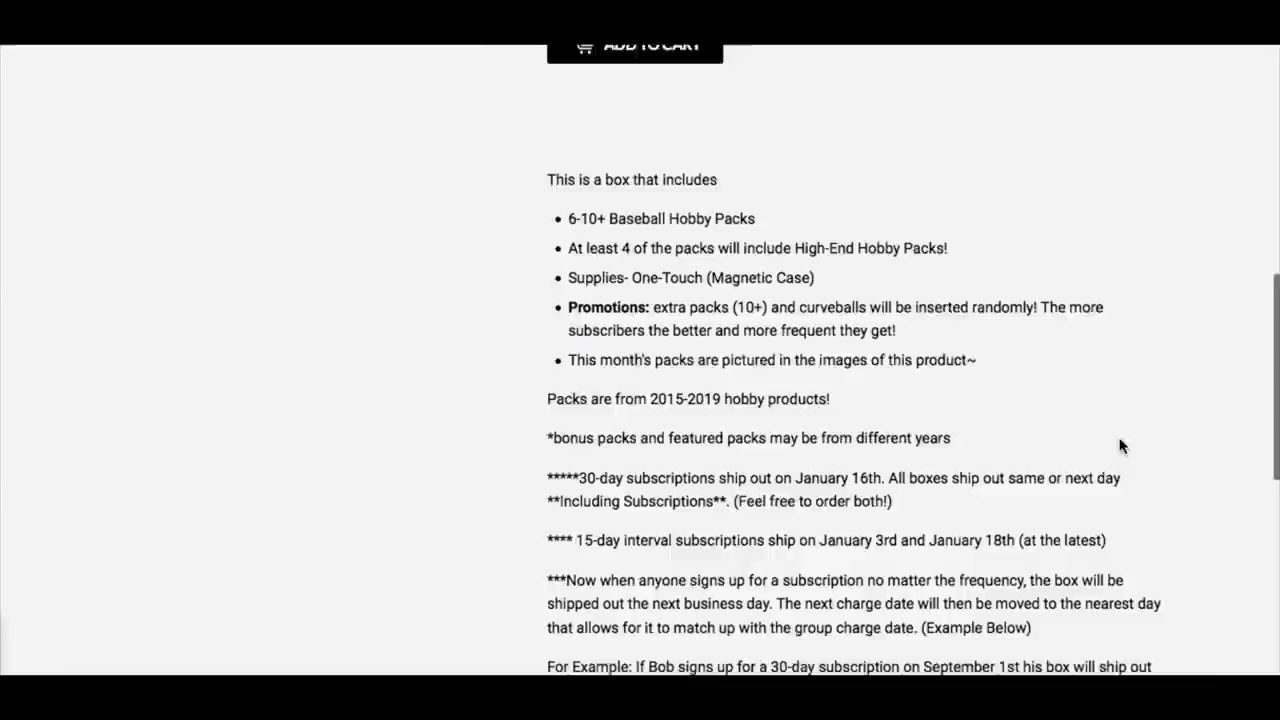 ADD TO CART
This is a box that includes
• 6-10+ Baseball Hobby Packs
• At least 4 of the packs will include High-End Hobby Packs!
• Supplies- One-Touch (Magnetic Case)
• Promotions: extra packs (10+) and curveballs will be inserted randomly! The more
subscribers the better and more frequent they get!
• This month's packs are pictured in the images of this product~
Packs are from 2015-2019 hobby products!
*bonus packs and featured packs may be from different years
*****30-day subscriptions ship out on January 16th. All boxes ship out same or next day
**Including Subscriptions**. (Feel free to order both!)
**** 15-day interval subscriptions ship on January 3rd and January 18th (at the latest)
***Now when anyone signs up for a subscription no matter the frequency, the box will be
shipped out the next business day. The next charge date will then be moved to the nearest day
that allows for it to match up with the group charge date. (Example Below)
For Example: If Bob signs up for a 30-day subscription on September 1st his box will ship out